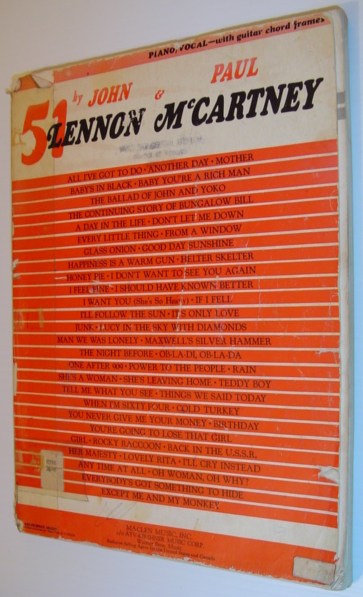 PIANO, VOCAL—with guitar chord frames
51 by JOHN & PAUL
LENNON McCARTNEY
ALL I'VE GOT TO DO · ANOTHER DAY · MOTHER
BABY'S IN BLACK · BABY YOU'RE A RICH MAN
THE BALLAD OF JOHN AND YOKO
THE CONTINUING STORY OF BUNGALOW BILL
A DAY IN THE LIFE · DON'T LET ME DOWN
EVERY LITTLE THING · FROM A WINDOW
GLASS ONION · GOOD DAY SUNSHINE
HAPPINESS IS A WARM GUN · HELTER SKELTER
HONEY PIE · I DON'T WANT TO SEE YOU AGAIN
I FEEL FINE · I SHOULD HAVE KNOWN BETTER
I WANT YOU (She's So Heavy) · IF I FELL
I'LL FOLLOW THE SUN · IT'S ONLY LOVE
JUNK · LUCY IN THE SKY WITH DIAMONDS
MAN WE WAS LONELY · MAXWELL'S SILVER HAMMER
THE NIGHT BEFORE · OB-LA-DI, OB-LA-DA
ONE AFTER 909 · POWER TO THE PEOPLE · RAIN
SHE'S A WOMAN · SHE'S LEAVING HOME · TEDDY BOY
TELL ME WHAT YOU SEE · THINGS WE SAID TODAY
WHEN I'M SIXTY FOUR · COLD TURKEY
YOU NEVER GIVE ME YOUR MONEY · BIRTHDAY
YOU'RE GOING TO LOSE THAT GIRL
GIRL · ROCKY RACCOON · BACK IN THE U.S.S.R.
HER MAJESTY · LOVELY RITA · I'LL CRY INSTEAD
ANY TIME AT ALL · OH WOMAN, OH WHY!
EVERYBODY'S GOT SOMETHING TO HIDE
EXCEPT ME AND MY MONKEY
MACLEN MUSIC, INC.